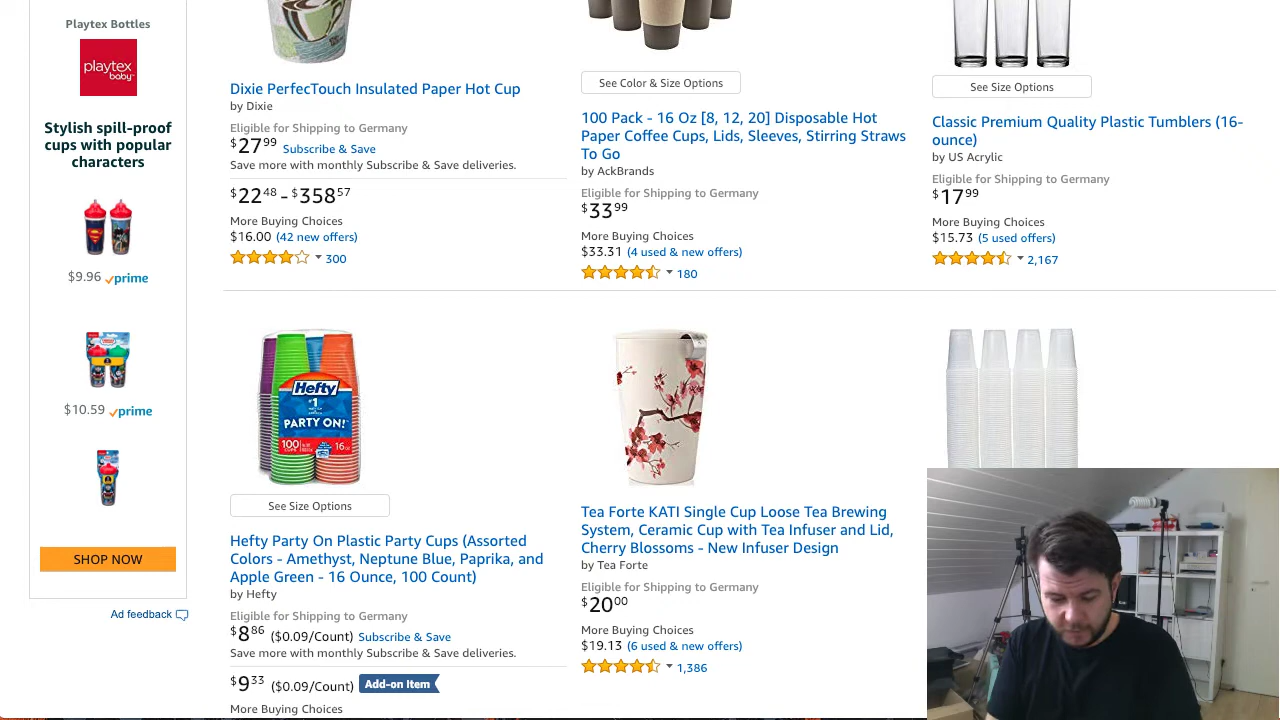 Playtex Bottles
playtex
baby
Stylish spill-proof
cups with popular
characters
$9.96 prime
$10.59 prime
SHOP NOW
Ad feedback
Dixie PerfecTouch Insulated Paper Hot Cup
by Dixie
Eligible for Shipping to Germany
$27 99 Subscribe & Save
Save more with monthly Subscribe & Save deliveries.
$22 48 - $358 57
More Buying Choices
$16.00 (42 new offers)
300
See Color & Size Options
100 Pack - 16 Oz [8, 12, 20] Disposable Hot
Paper Coffee Cups, Lids, Sleeves, Stirring Straws
To Go
by AckBrands
Eligible for Shipping to Germany
$33 99
More Buying Choices
$33.31 (4 used & new offers)
180
See Size Options
Classic Premium Quality Plastic Tumblers (16-
ounce)
by US Acrylic
Eligible for Shipping to Germany
$17 99
More Buying Choices
$15.73 (5 used offers)
2,167
Hefty
#1
PARTY ON!
100
16 oz
See Size Options
Hefty Party On Plastic Party Cups (Assorted
Colors - Amethyst, Neptune Blue, Paprika, and
Apple Green - 16 Ounce, 100 Count)
by Hefty
Eligible for Shipping to Germany
$8 86 ($0.09/Count) Subscribe & Save
Save more with monthly Subscribe & Save deliveries.
$9 33 ($0.09/Count) Add-on Item
More Buying Choices
Tea Forte KATI Single Cup Loose Tea Brewing
System, Ceramic Cup with Tea Infuser and Lid,
Cherry Blossoms - New Infuser Design
by Tea Forte
Eligible for Shipping to Germany
$20 00
More Buying Choices
$19.13 (6 used & new offers)
1,386